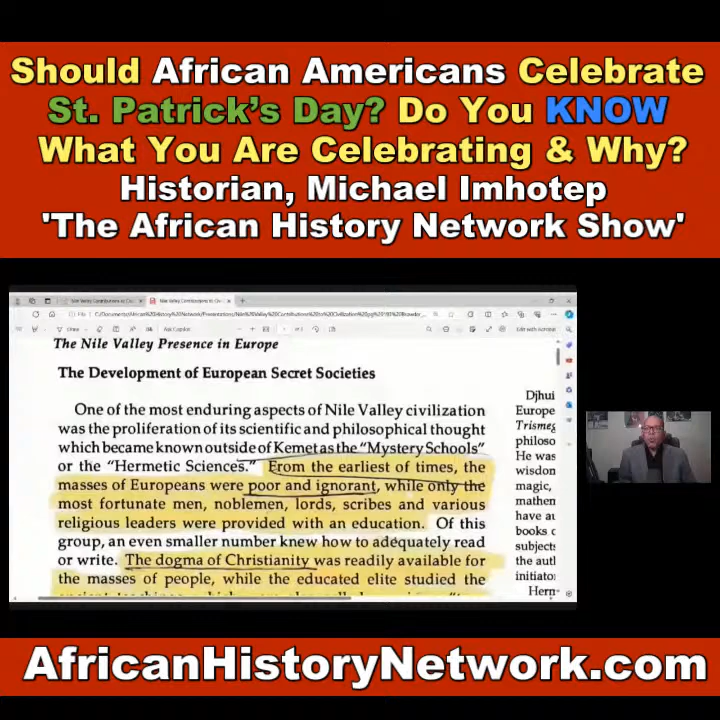 Should African Americans Celebrate
St. Patrick's Day? Do You KNOW
What You Are Celebrating & Why?
Historian, Michael Imhotep
'The African History Network Show'
The Nile Valley Presence in Europe
The Development of European Secret Societies
One of the most enduring aspects of Nile Valley civilization
was the proliferation of its scientific and philosophical thought
which became known outside of Kemet as the "Mystery Schools"
or the "Hermetic Sciences." From the earliest of times, the
masses of Europeans were poor and ignorant, while only the
most fortunate men, noblemen, lords, scribes and various
religious leaders were provided with an education. Of this
group, an even smaller number knew how to adequately read
or write. The dogma of Christianity was readily available for
the masses of people, while the educated elite studied the
Djhui
Europe
Trismeg
philoso
He was
wisdon
magic,
mathen
have au
books c
subjects
the autl
initiator
Hern
AfricanHistoryNetwork.com